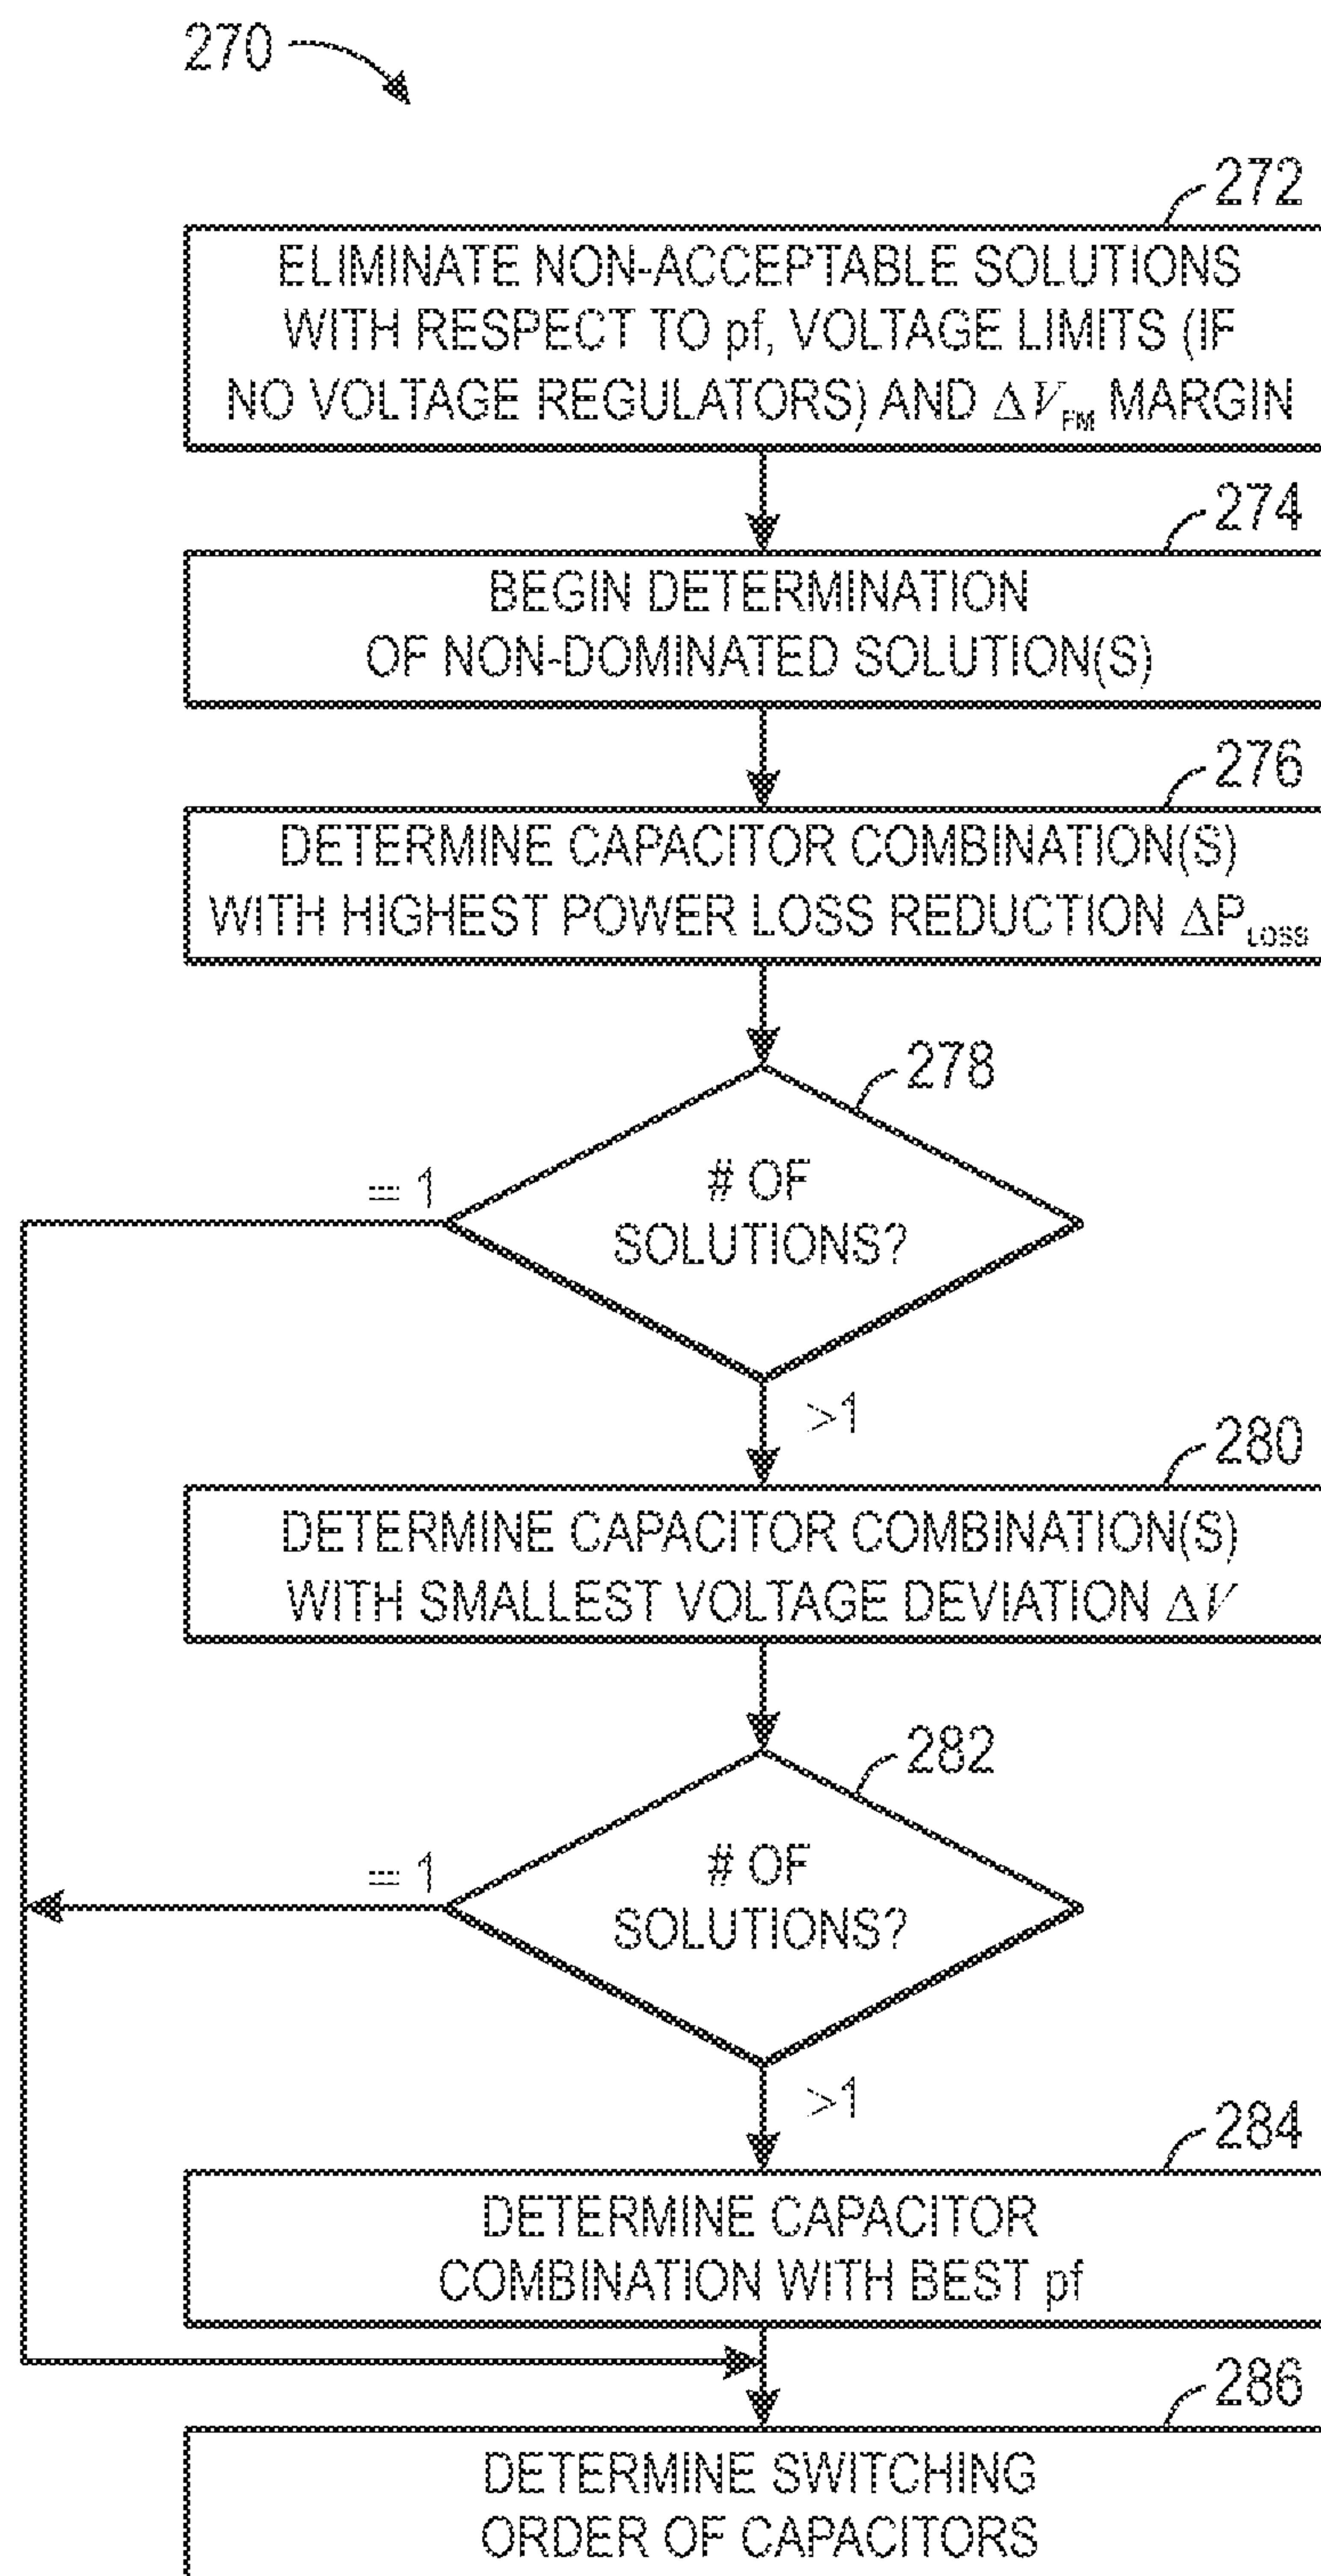 270
272
ELIMINATE NON-ACCEPTABLE SOLUTIONS
WITH RESPECT TO pf, VOLTAGE LIMITS (IF
NO VOLTAGE REGULATORS) AND ΔV_FM MARGIN
274
BEGIN DETERMINATION
OF NON-DOMINATED SOLUTION(S)
276
DETERMINE CAPACITOR COMBINATION(S)
WITH HIGHEST POWER LOSS REDUCTION ΔP_LOSS
278
# OF
SOLUTIONS?
= 1
>1
280
DETERMINE CAPACITOR COMBINATION(S)
WITH SMALLEST VOLTAGE DEVIATION ΔV
282
# OF
SOLUTIONS?
= 1
>1
284
DETERMINE CAPACITOR
COMBINATION WITH BEST pf
286
DETERMINE SWITCHING
ORDER OF CAPACITORS